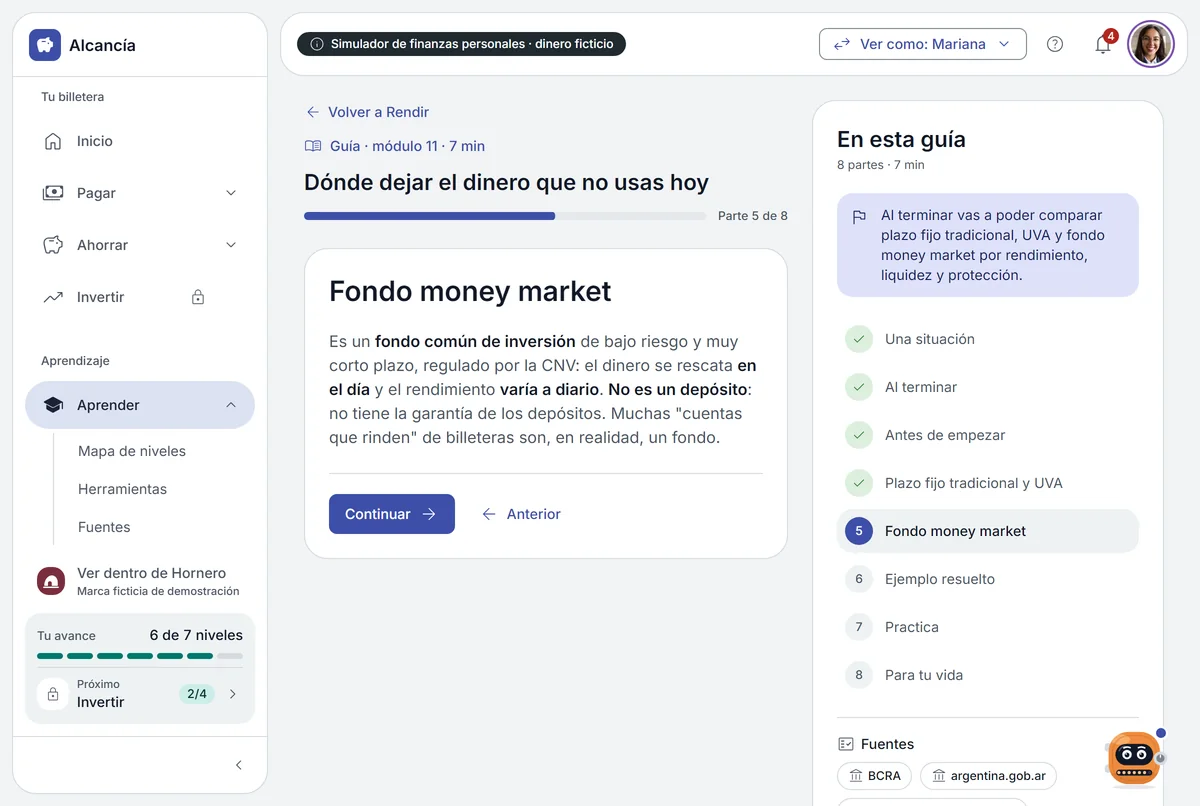 Alcancía
Simulador de finanzas personales · dinero ficticio
Ver como: Mariana
4
Tu billetera
Inicio
Pagar
Ahorrar
Invertir
Aprendizaje
Aprender
Mapa de niveles
Herramientas
Fuentes
Ver dentro de Hornero
Marca ficticia de demostración
Tu avance
6 de 7 niveles
Próximo
Invertir
2/4
Volver a Rendir
Guía · módulo 11 · 7 min
Dónde dejar el dinero que no usas hoy
Parte 5 de 8
Fondo money market
Es un fondo común de inversión de bajo riesgo y muy
corto plazo, regulado por la CNV: el dinero se rescata en
el día y el rendimiento varía a diario. No es un depósito:
no tiene la garantía de los depósitos. Muchas "cuentas
que rinden" de billeteras son, en realidad, un fondo.
Continuar
Anterior
En esta guía
8 partes · 7 min
Al terminar vas a poder comparar
plazo fijo tradicional, UVA y fondo
money market por rendimiento,
liquidez y protección.
Una situación
Al terminar
Antes de empezar
Plazo fijo tradicional y UVA
5 Fondo money market
6 Ejemplo resuelto
7 Practica
8 Para tu vida
Fuentes
BCRA
argentina.gob.ar